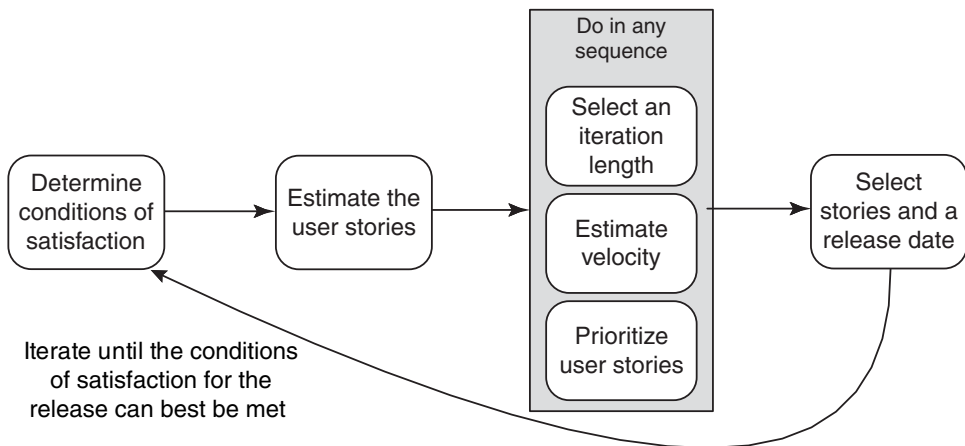 Do in any
sequence
Select an
iteration
length
Determine
conditions of
satisfaction
Estimate the
user stories
Estimate
velocity
Select
stories and a
release date
Prioritize
user stories
Iterate until the conditions
of satisfaction for the
release can best be met